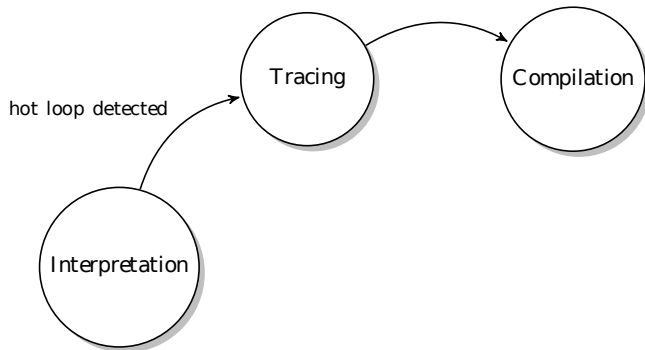 Tracing
Compilation
hot loop detected
Interpretation